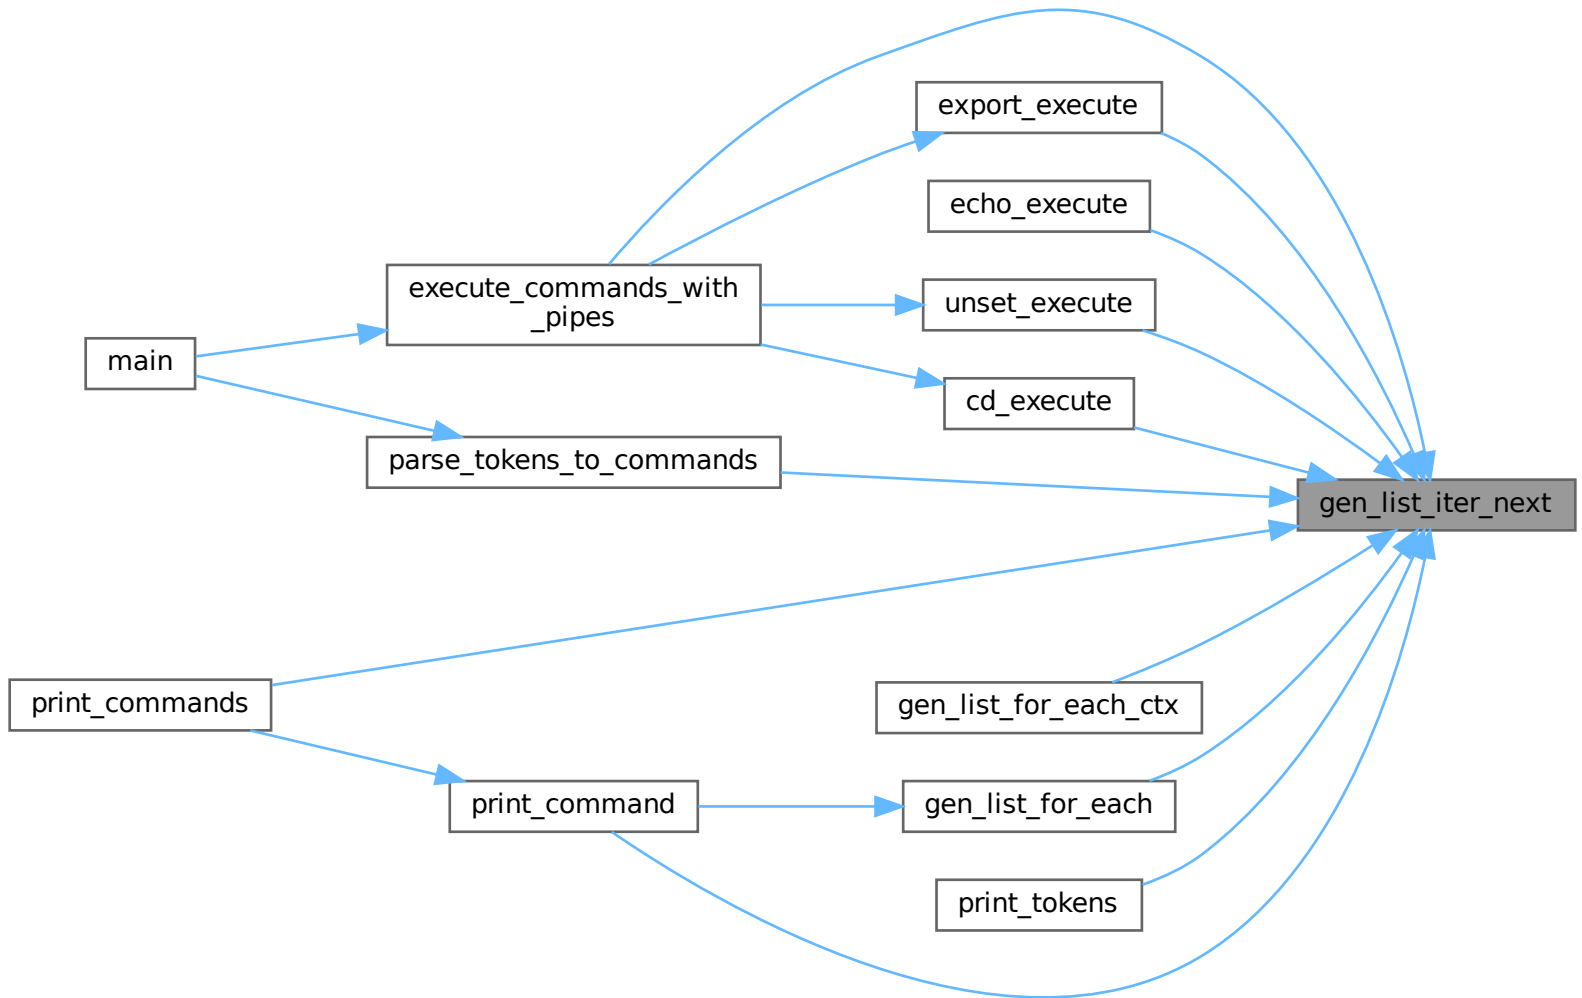 export_execute
echo_execute
execute_commands_with
_pipes
unset_execute
main
cd_execute
parse_tokens_to_commands
gen_list_iter_next
print_commands
gen_list_for_each_ctx
print_command
gen_list_for_each
print_tokens